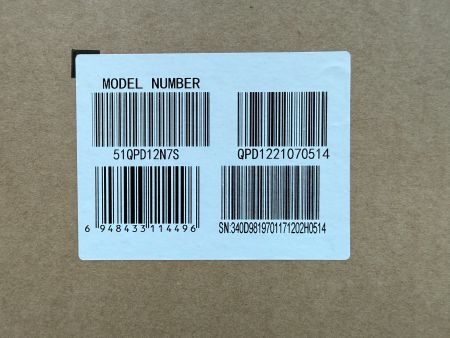 MODEL NUMBER
51QPD12N7S
QPD1221070514
6 948433 114496
SN:340D9819701171202H0514